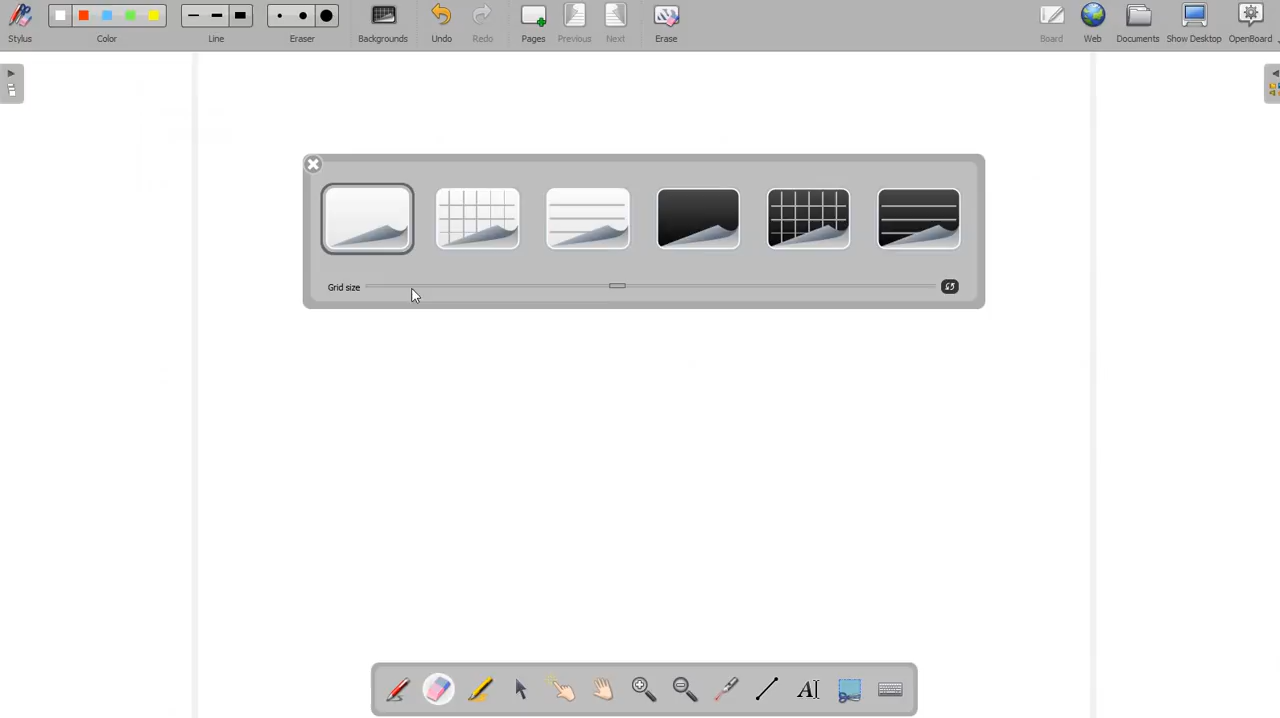 Stylus
Color
Line
Eraser
Backgrounds
Undo
Redo
Pages
Previous
Next
Erase
Board
Web
Documents
Show Desktop
OpenBoard
Grid size
AI